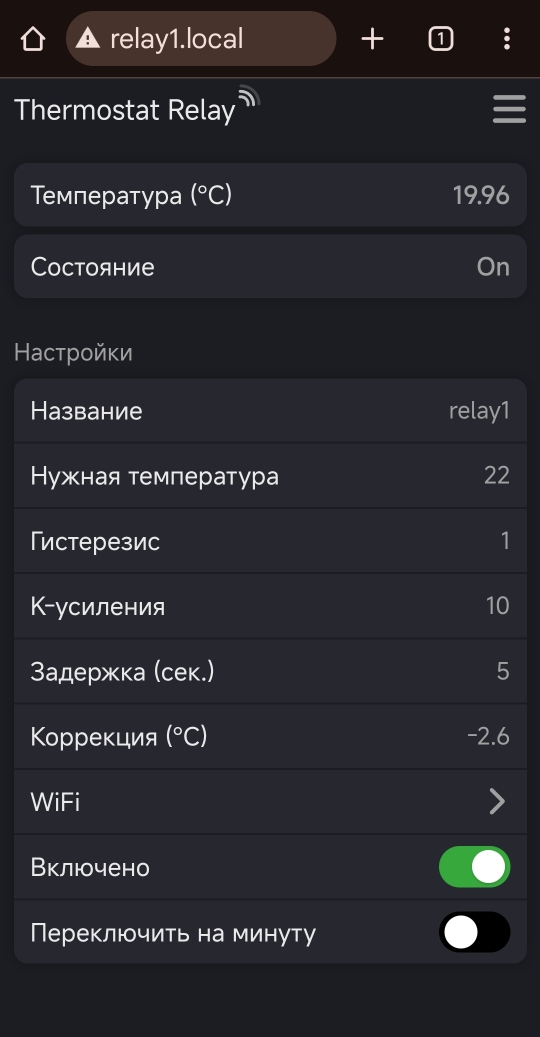 relay1.local
1
Thermostat Relay
Температура (°C) 19.96
Состояние On
Настройки
Название relay1
Нужная температура 22
Гистерезис 1
К-усиления 10
Задержка (сек.) 5
Коррекция (°C) -2.6
WiFi
Включено
Переключить на минуту